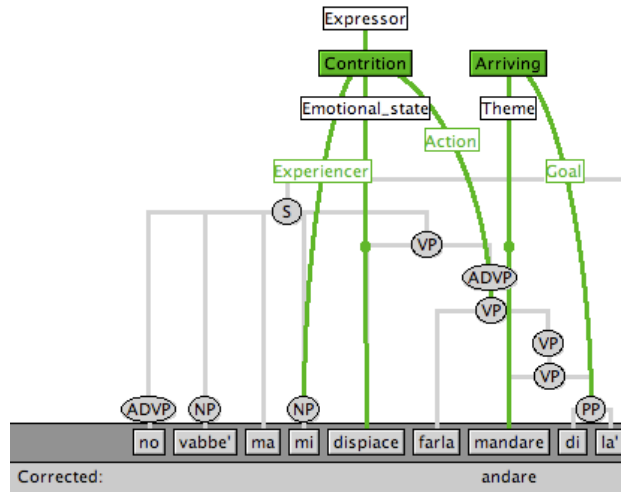 Expressor
Contrition Arriving
Emotional_state Theme
Action
Experiencer Goal
S
VP
ADVP
VP
VP
VP
ADVP NP NP PP
no vabbe' ma mi dispiace farla mandare di la'
Corrected: andare